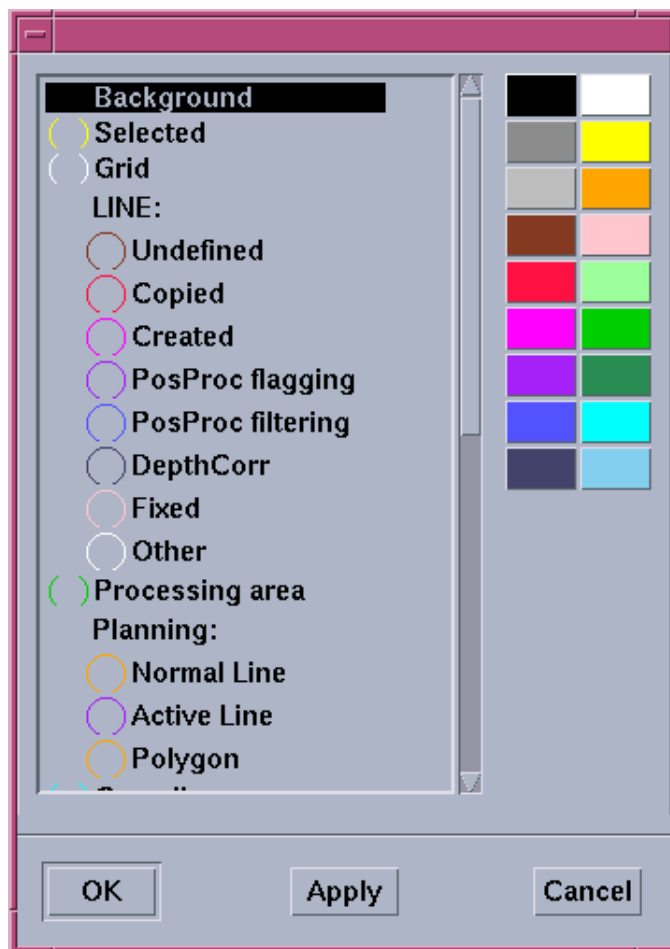 Background
Selected
Grid
LINE:
Undefined
Copied
Created
PosProc flagging
PosProc filtering
DepthCorr
Fixed
Other
Processing area
Planning:
Normal Line
Active Line
Polygon
OK
Apply
Cancel